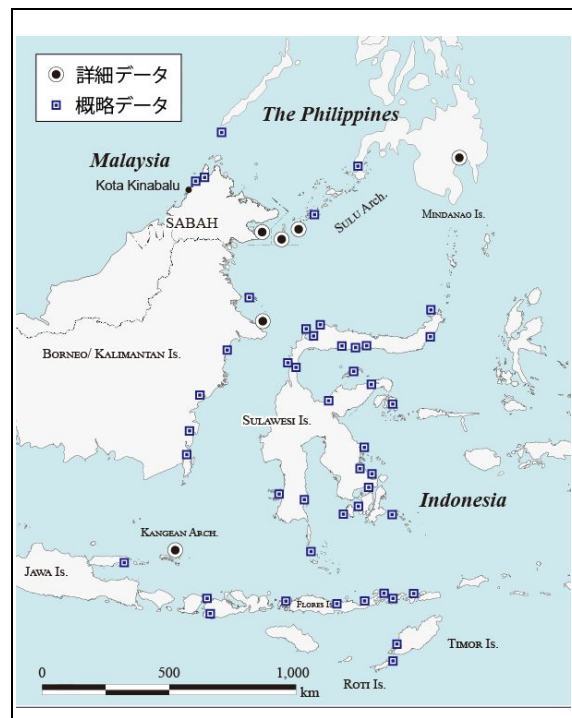 詳細データ
概略データ
The Philippines
Malaysia
Kota Kinabalu
SABAH
SULU Arch.
MINDANAO IS.
BORNEO/ KALIMANTAN IS.
SULAWESI IS.
Indonesia
KANGEAN ARCH.
JAWA IS.
FLORES IS.
TIMOR IS.
ROTI IS.
0 500 1,000
km